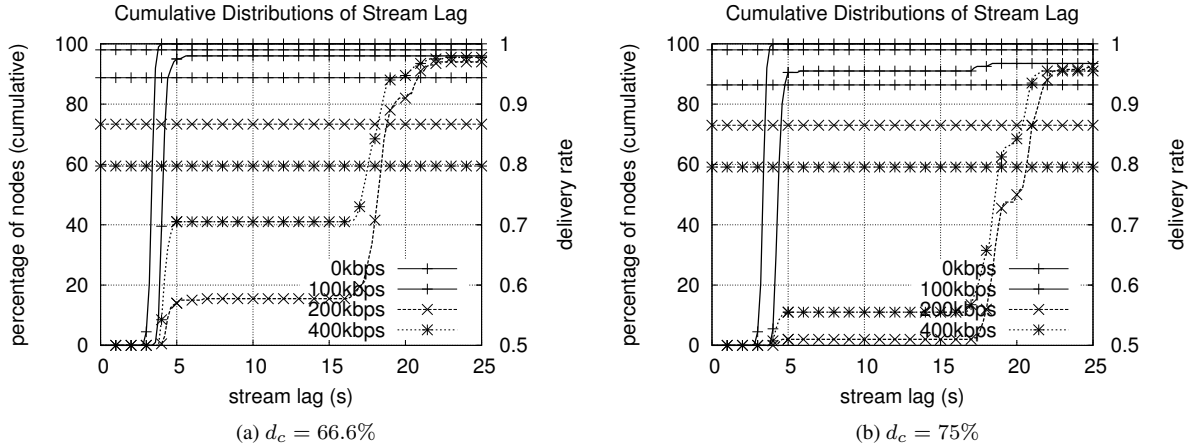 Cumulative Distributions of Stream Lag
percentage of nodes (cumulative)
100
80
60
40
20
0
1
0.9
0.8
0.7
0.6
0.5
delivery rate
0kbps
100kbps
200kbps
400kbps
0 5 10 15 20 25
stream lag (s)
(a) d_c = 66.6%
Cumulative Distributions of Stream Lag
percentage of nodes (cumulative)
100
80
60
40
20
0
1
0.9
0.8
0.7
0.6
0.5
delivery rate
0kbps
100kbps
200kbps
400kbps
0 5 10 15 20 25
stream lag (s)
(b) d_c = 75%